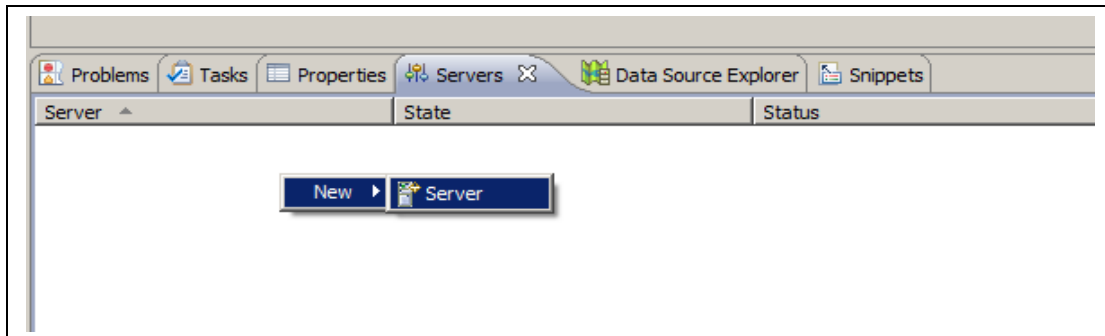 Problems Tasks Properties Servers Data Source Explorer Snippets
Server State Status
New Server